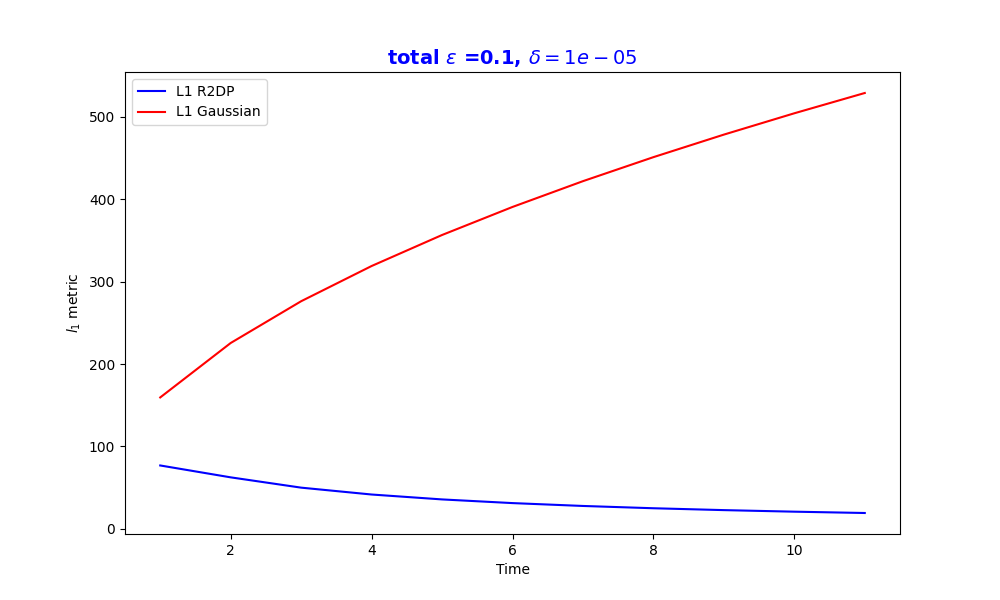 total ε =0.1, δ = 1e − 05
L1 R2DP
L1 Gaussian
500
400
300
200
100
0
l₁ metric
2 4 6 8 10
Time